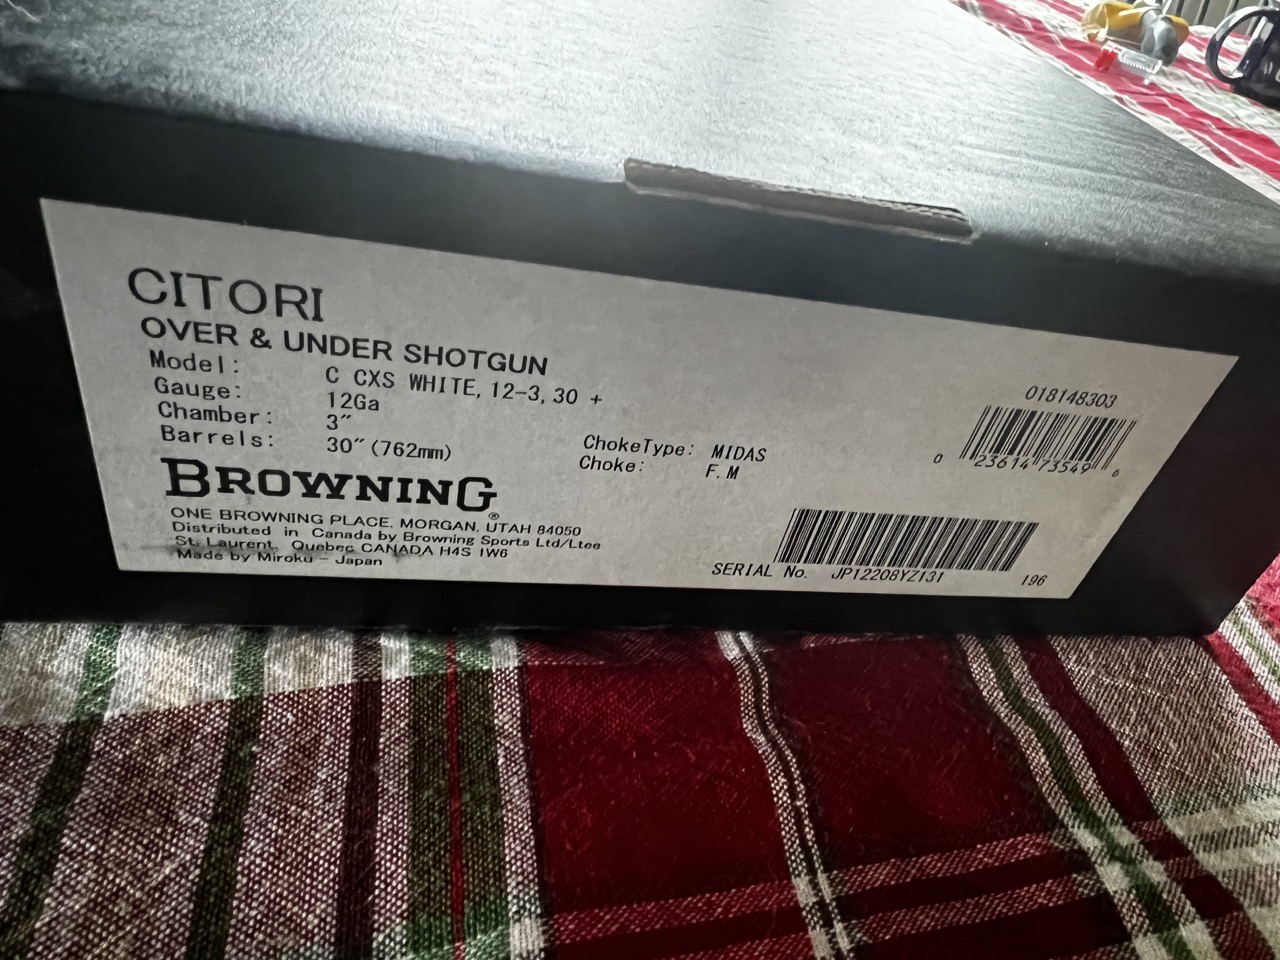 CITORI
OVER & UNDER SHOTGUN
Model: C CXS WHITE, 12-3, 30 +
Gauge: 12Ga
Chamber: 3″
Barrels: 30″ (762mm)
ChokeType: MIDAS
Choke: F.M
BROWNING®
ONE BROWNING PLACE, MORGAN, UTAH 84050
Distributed in Canada by Browning Sports Ltd/Ltee
St. Laurent, Quebec CANADA H4S 1W6
Made by Miroku - Japan
018148303
0 23614 73549 6
SERIAL No. JP12208YZ131
196